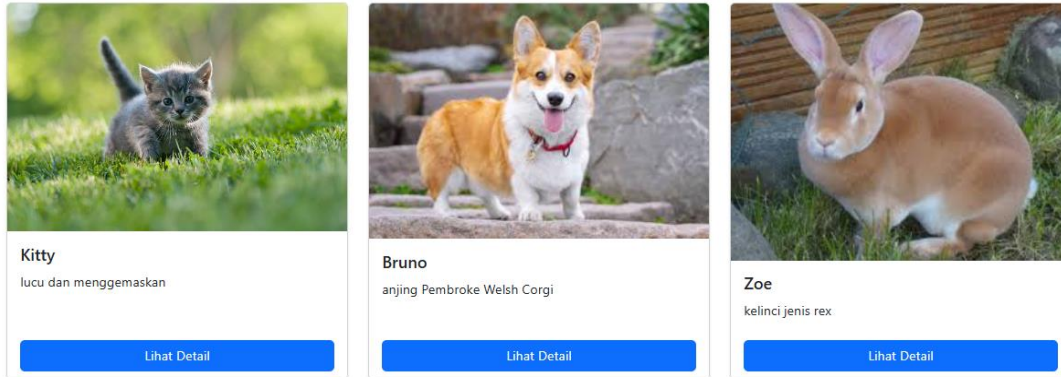 Kitty
lucu dan menggemaskan
Lihat Detail
Bruno
anjing Pembroke Welsh Corgi
Lihat Detail
Zoe
kelinci jenis rex
Lihat Detail